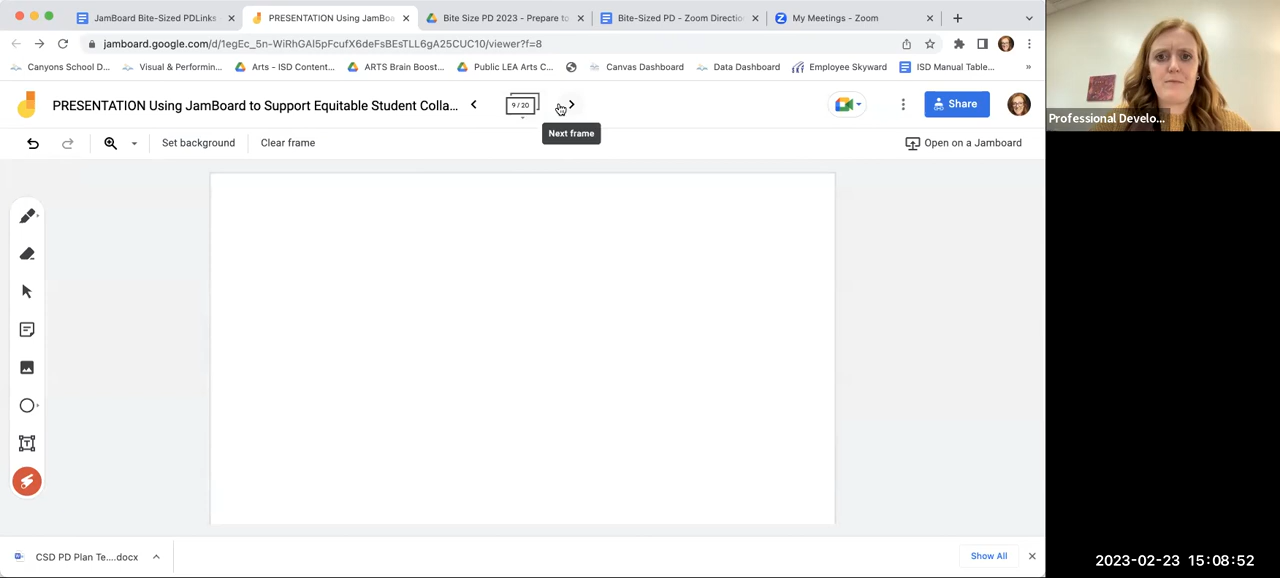 JamBoard Bite-Sized PDLinks
PRESENTATION Using JamBoa
Bite Size PD 2023 - Prepare to
Bite-Sized PD - Zoom Directio
My Meetings - Zoom
jamboard.google.com/d/1egEc_5n-WiRhGAl5pFcufX6deFsBEsTLL6gA25CUC10/viewer?f=8
Canyons School D...
Visual & Performin...
Arts - ISD Content...
ARTS Brain Boost...
Public LEA Arts C...
Canvas Dashboard
Data Dashboard
Employee Skyward
ISD Manual Table...
»
PRESENTATION Using JamBoard to Support Equitable Student Colla...
9 / 20
Share
Next frame
Set background
Clear frame
Open on a Jamboard
Professional Develo...
CSD PD Plan Te....docx
Show All
2023-02-23 15:08:52